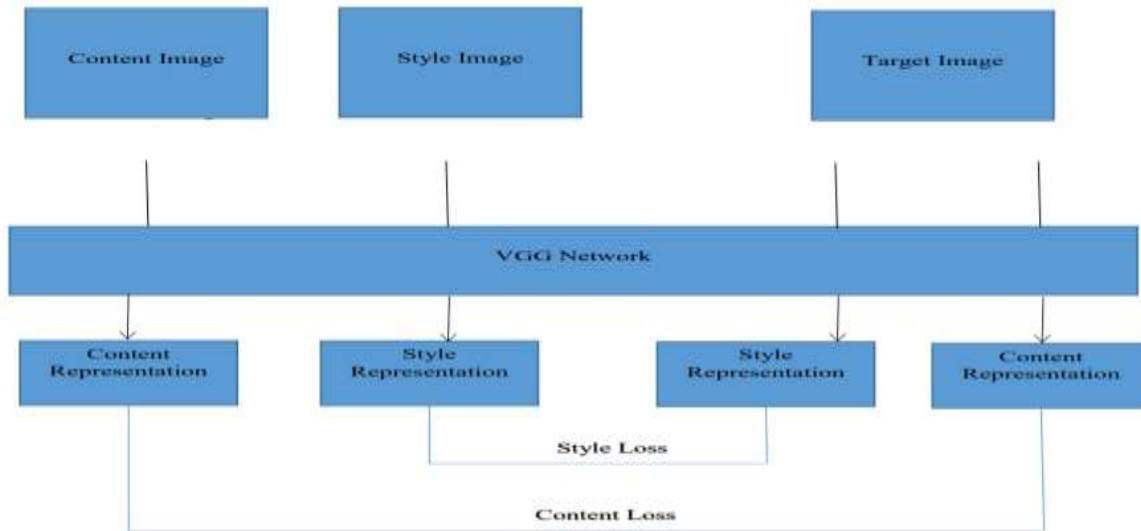 Content Image
Style Image
Target Image
VGG Network
Content
Representation
Style
Representation
Style
Representation
Content
Representation
Style Loss
Content Loss